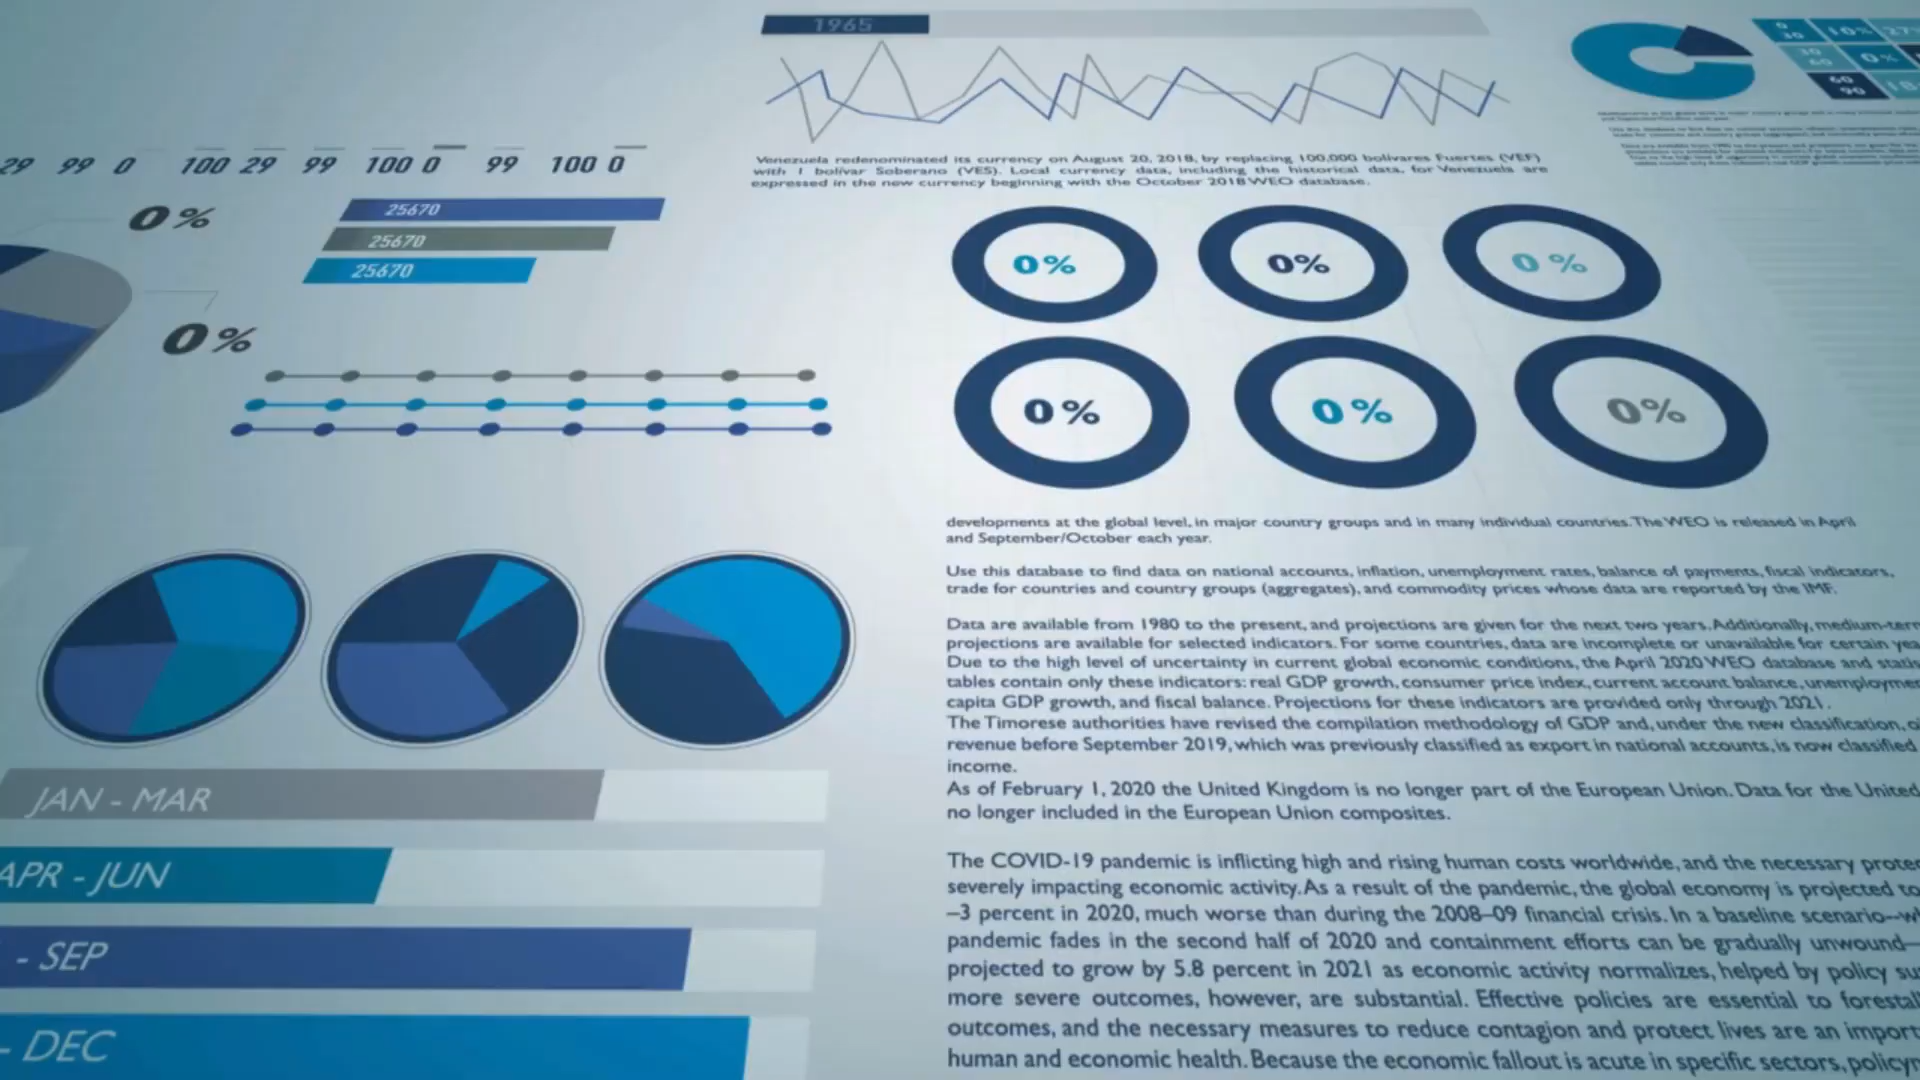 1965
Venezuela redenominated its currency on August 20, 2018, by replacing 100,000 bolívares Fuertes (VEF)
with 1 bolívar Soberano (VES). Local currency data, including the historical data, for Venezuela are
expressed in the new currency beginning with the October 2018 WEO database.
29 99 0 100 29 99 100 0 99 100 0
0 %
25670
25670
25670
0 %
0%
0%
0 %
0 %
0 %
0%
developments at the global level, in major country groups and in many individual countries. The WEO is released in April
and September/October each year.
Use this database to find data on national accounts, inflation, unemployment rates, balance of payments, fiscal indicators,
trade for countries and country groups (aggregates), and commodity prices whose data are reported by the IMF.
Data are available from 1980 to the present, and projections are given for the next two years. Additionally, medium-term
projections are available for selected indicators. For some countries, data are incomplete or unavailable for certain
Due to the high level of uncertainty in current global economic conditions, the April 2020 WEO database and
tables contain only these indicators: real GDP growth, consumer price index, current account balance,
capita GDP growth, and fiscal balance. Projections for these indicators are provided only through 2021.
The Timorese authorities have revised the compilation methodology of GDP and, under the new classification,
revenue before September 2019, which was previously classified as export in national accounts, is now classified
income.
As of February 1, 2020 the United Kingdom is no longer part of the European Union. Data for the United
no longer included in the European Union composites.
The COVID-19 pandemic is inflicting high and rising human costs worldwide, and the necessary
severely impacting economic activity. As a result of the pandemic, the global economy is projected to
–3 percent in 2020, much worse than during the 2008–09 financial crisis. In a baseline scenario—
pandemic fades in the second half of 2020 and containment efforts can be gradually unwound—
projected to grow by 5.8 percent in 2021 as economic activity normalizes, helped by policy
more severe outcomes, however, are substantial. Effective policies are essential to forestall
outcomes, and the necessary measures to reduce contagion and protect lives are an
human and economic health. Because the economic fallout is acute in specific sectors,
JAN - MAR
APR - JUN
- SEP
- DEC